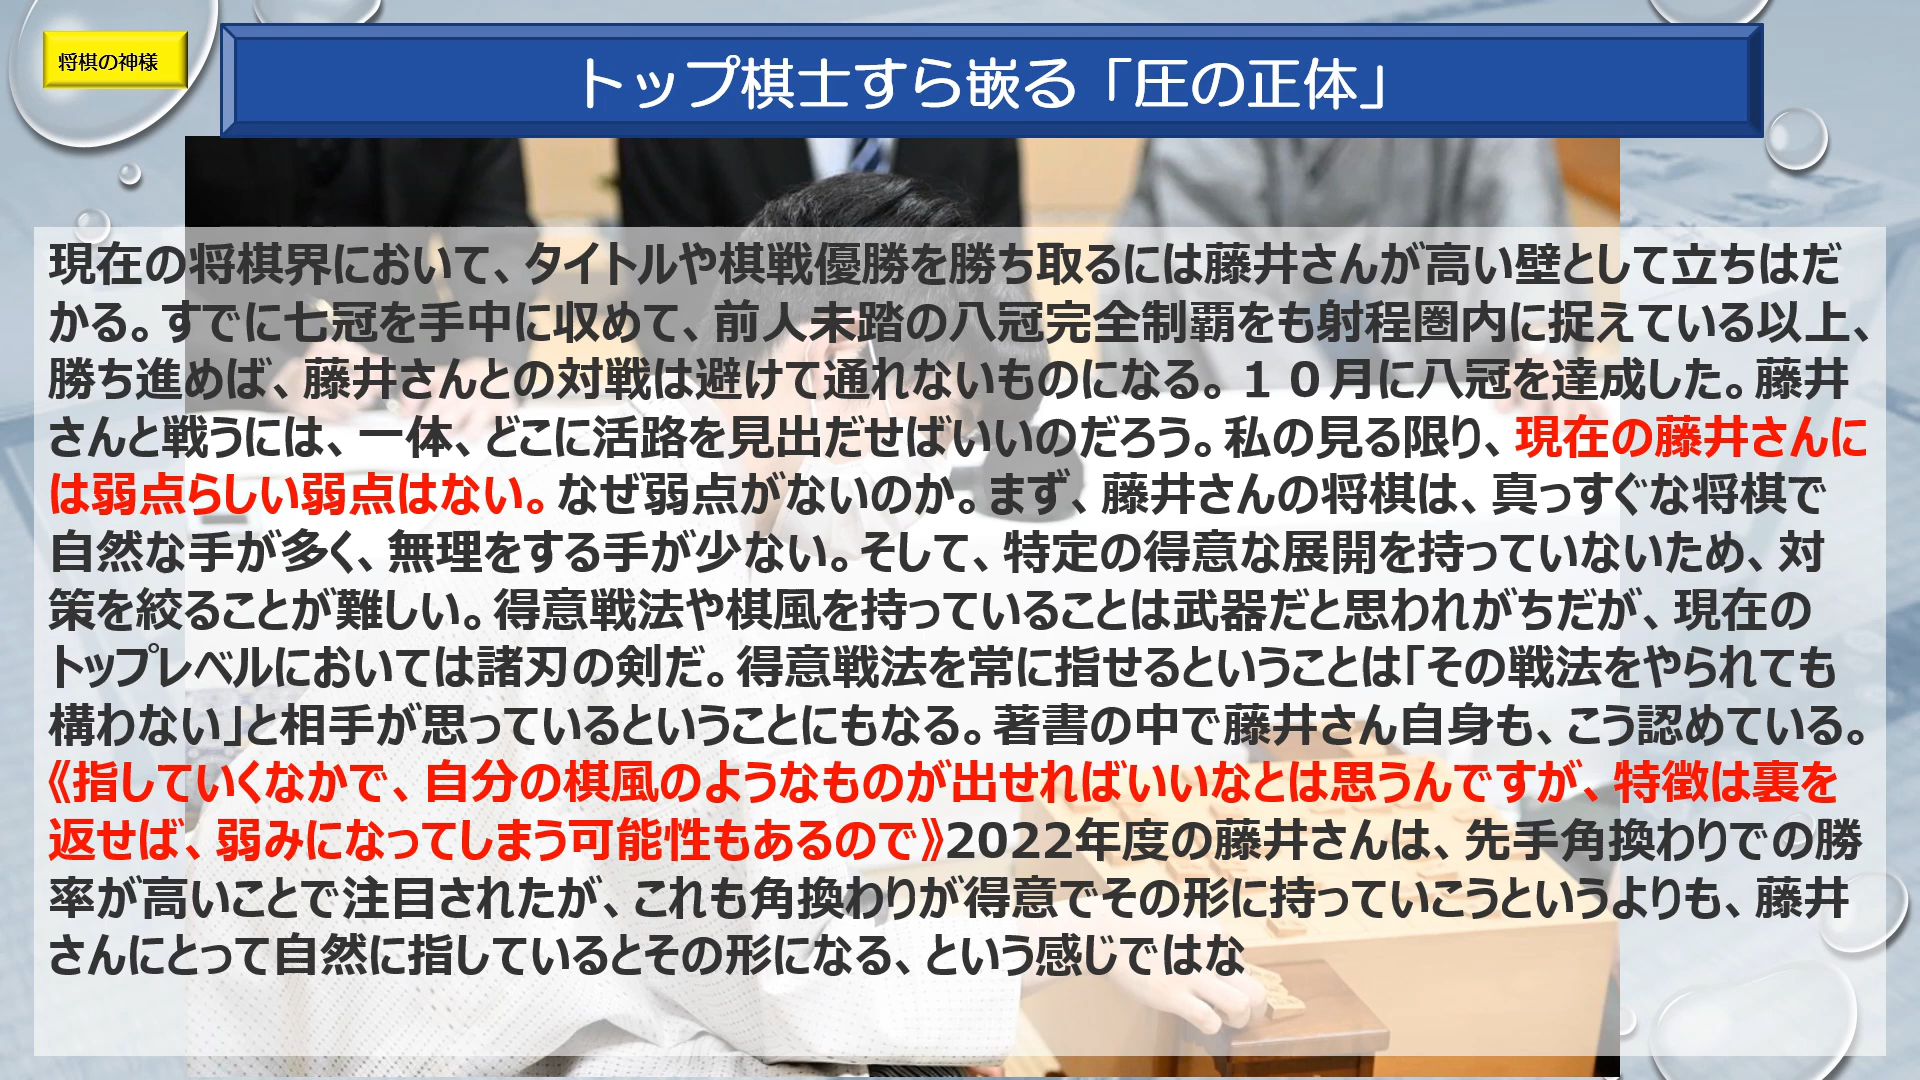 将棋の神様
トップ棋士すら嵌る「圧の正体」
現在の将棋界において、タイトルや棋戦優勝を勝ち取るには藤井さんが高い壁として立ちはだ
かる。すでに七冠を手中に収めて、前人未踏の八冠完全制覇をも射程圏内に捉えている以上、
勝ち進めば、藤井さんとの対戦は避けて通れないものになる。１０月に八冠を達成した。藤井
さんと戦うには、一体、どこに活路を見出だせばいいのだろう。私の見る限り、現在の藤井さんに
は弱点らしい弱点はない。なぜ弱点がないのか。まず、藤井さんの将棋は、真っすぐな将棋で
自然な手が多く、無理をする手が少ない。そして、特定の得意な展開を持っていないため、対
策を絞ることが難しい。得意戦法や棋風を持っていることは武器だと思われがちだが、現在の
トップレベルにおいては諸刃の剣だ。得意戦法を常に指せるということは「その戦法をやられても
構わない」と相手が思っているということにもなる。著書の中で藤井さん自身も、こう認めている。
《指していくなかで、自分の棋風のようなものが出せればいいなとは思うんですが、特徴は裏を
返せば、弱みになってしまう可能性もあるので》2022年度の藤井さんは、先手角換わりでの勝
率が高いことで注目されたが、これも角換わりが得意でその形に持っていこうというよりも、藤井
さんにとって自然に指しているとその形になる、という感じではな